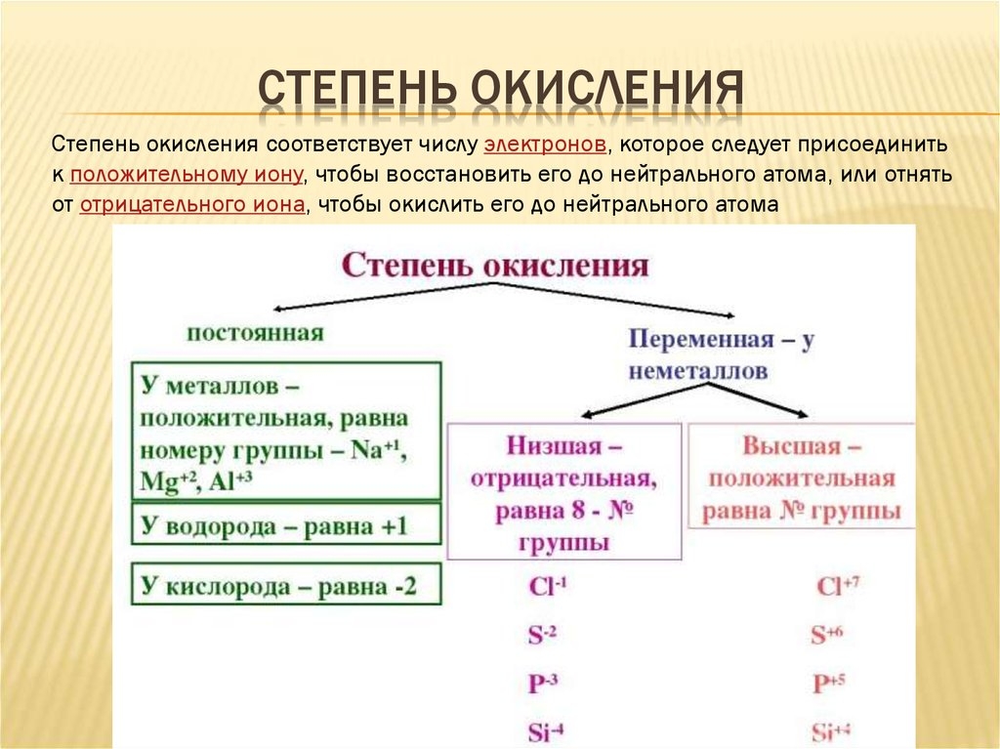 СТЕПЕНЬ ОКИСЛЕНИЯ
Степень окисления соответствует числу электронов, которое следует присоединить
к положительному иону, чтобы восстановить его до нейтрального атома, или отнять
от отрицательного иона, чтобы окислить его до нейтрального атома
Степень окисления
постоянная
У металлов –
положительная, равна
номеру группы – Na⁺¹,
Mg⁺², Al⁺³
У водорода – равна +1
У кислорода – равна -2
Переменная – у
неметаллов
Низшая –
отрицательная,
равна 8 - №
группы
Cl⁻¹
S⁻²
P⁻³
Si⁻⁴
Высшая –
положительная
равна № группы
Cl⁺⁷
S⁺⁶
P⁺⁵
Si⁺⁴